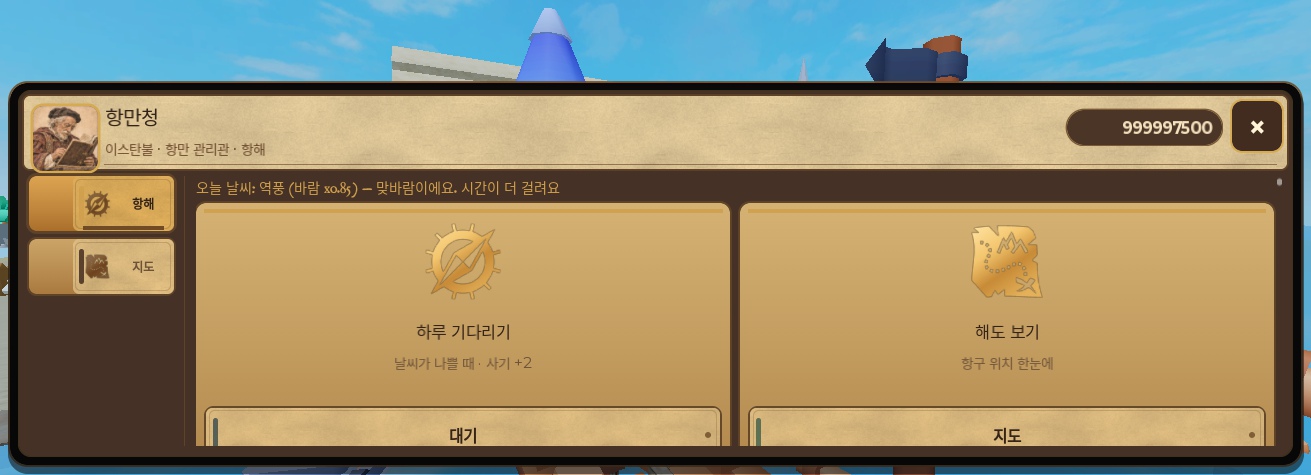 항만청
이스탄불 · 항만 관리관 · 항해
999997500
항해
지도
오늘 날씨: 역풍 (바람 x0.85) — 맞바람이에요. 시간이 더 걸려요
하루 기다리기
날씨가 나쁠 때 · 사기 +2
대기
해도 보기
항구 위치 한눈에
지도